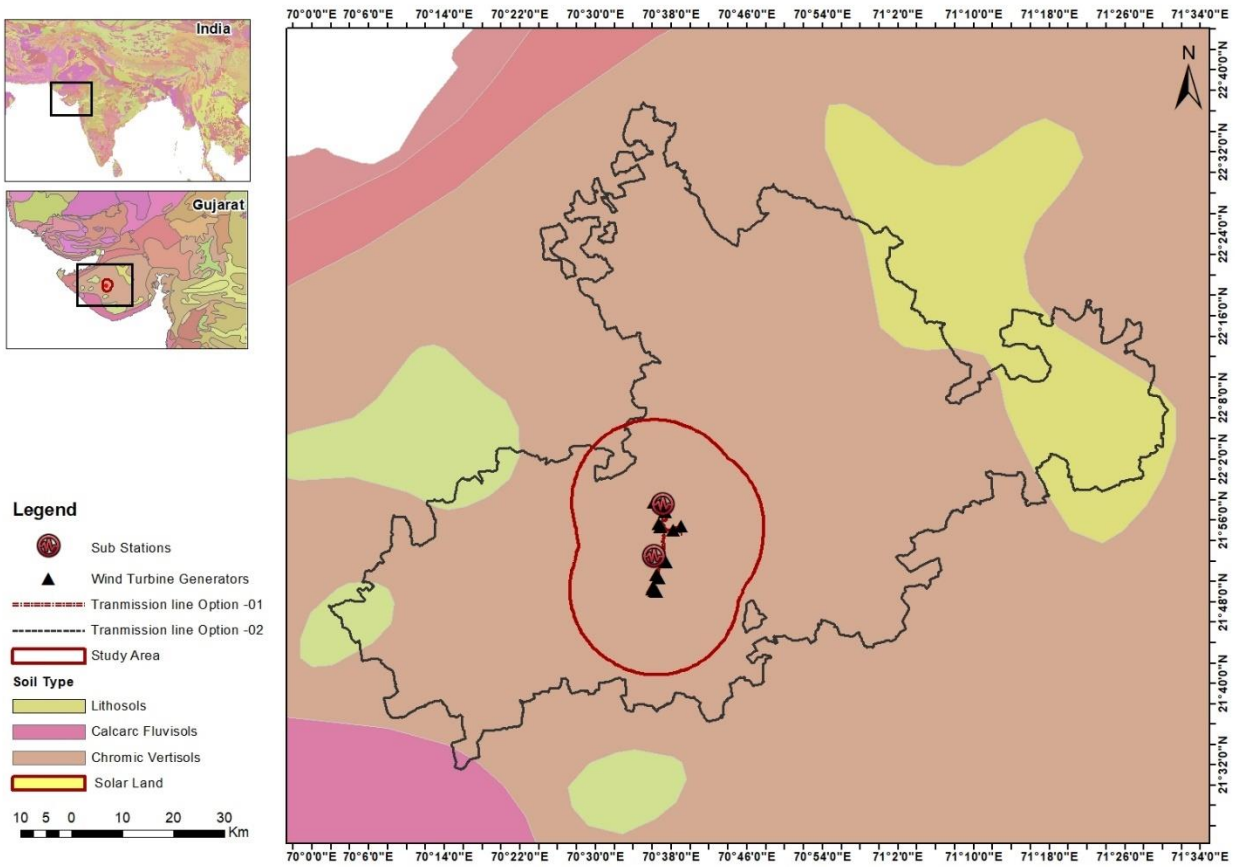 India
Gujarat
Legend
Sub Stations
Wind Turbine Generators
Tranmission line Option -01
Tranmission line Option -02
Study Area
Soil Type
Lithosols
Calcarc Fluvisols
Chromic Vertisols
Solar Land
10 5 0 10 20 30
Km
70°0'0"E 70°6'0"E 70°14'0"E 70°22'0"E 70°30'0"E 70°38'0"E 70°46'0"E 70°54'0"E 71°2'0"E 71°10'0"E 71°18'0"E 71°26'0"E 71°34'0"E
N
22°40'0"N
22°32'0"N
22°24'0"N
22°16'0"N
22°8'0"N
22°2'0"N
21°56'0"N
21°48'0"N
21°40'0"N
21°32'0"N
70°0'0"E 70°6'0"E 70°14'0"E 70°22'0"E 70°30'0"E 70°38'0"E 70°46'0"E 70°54'0"E 71°2'0"E 71°10'0"E 71°18'0"E 71°26'0"E 71°34'0"E